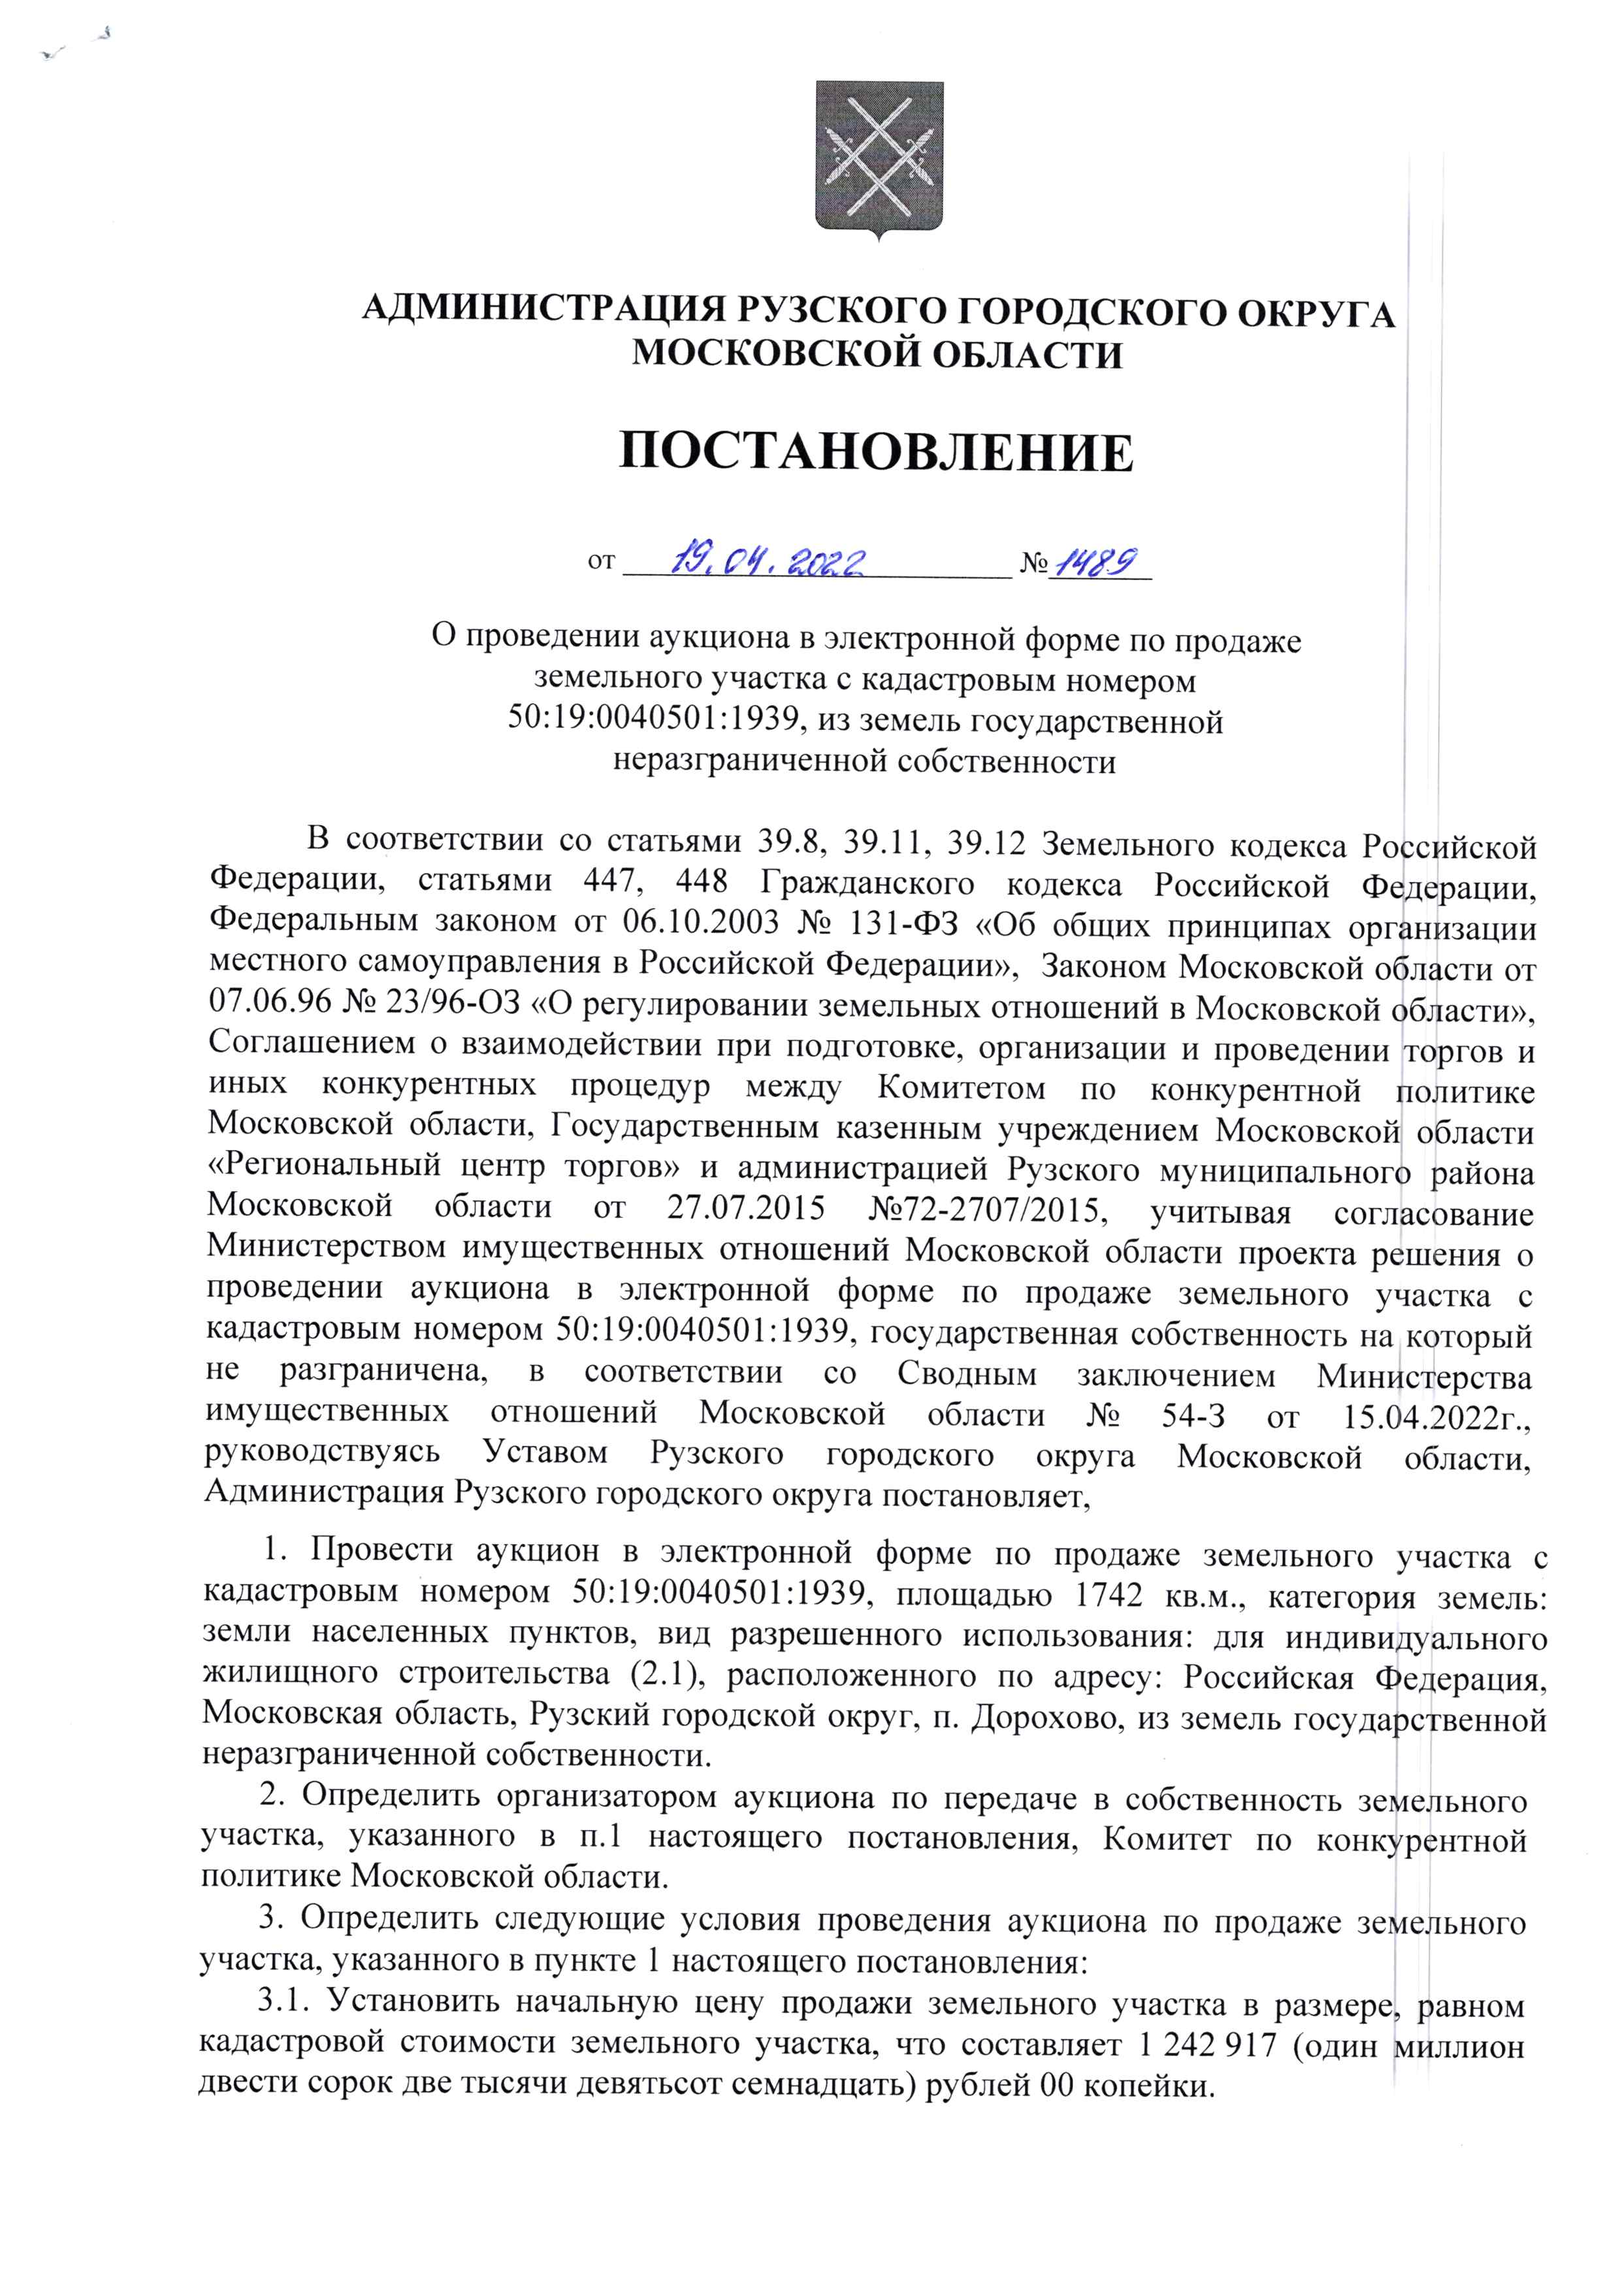 АДМИНИСТРАЦИЯ РУЗСКОГО ГОРОДСКОГО ОКРУГА
МОСКОВСКОЙ ОБЛАСТИ
ПОСТАНОВЛЕНИЕ
от 19.04.2022 № 1489
О проведении аукциона в электронной форме по продаже
земельного участка с кадастровым номером
50:19:0040501:1939, из земель государственной
неразграниченной собственности
В соответствии со статьями 39.8, 39.11, 39.12 Земельного кодекса Российской
Федерации, статьями 447, 448 Гражданского кодекса Российской Федерации,
Федеральным законом от 06.10.2003 № 131-ФЗ «Об общих принципах организации
местного самоуправления в Российской Федерации», Законом Московской области от
07.06.96 № 23/96-ОЗ «О регулировании земельных отношений в Московской области»,
Соглашением о взаимодействии при подготовке, организации и проведении торгов и
иных конкурентных процедур между Комитетом по конкурентной политике
Московской области, Государственным казенным учреждением Московской области
«Региональный центр торгов» и администрацией Рузского муниципального района
Московской области от 27.07.2015 №72-2707/2015, учитывая согласование
Министерством имущественных отношений Московской области проекта решения о
проведении аукциона в электронной форме по продаже земельного участка с
кадастровым номером 50:19:0040501:1939, государственная собственность на который
не разграничена, в соответствии со Сводным заключением Министерства
имущественных отношений Московской области № 54-З от 15.04.2022г.,
руководствуясь Уставом Рузского городского округа Московской области,
Администрация Рузского городского округа постановляет,
1. Провести аукцион в электронной форме по продаже земельного участка с
кадастровым номером 50:19:0040501:1939, площадью 1742 кв.м., категория земель:
земли населенных пунктов, вид разрешенного использования: для индивидуального
жилищного строительства (2.1), расположенного по адресу: Российская Федерация,
Московская область, Рузский городской округ, п. Дорохово, из земель государственной
неразграниченной собственности.
2. Определить организатором аукциона по передаче в собственность земельного
участка, указанного в п.1 настоящего постановления, Комитет по конкурентной
политике Московской области.
3. Определить следующие условия проведения аукциона по продаже земельного
участка, указанного в пункте 1 настоящего постановления:
3.1. Установить начальную цену продажи земельного участка в размере, равном
кадастровой стоимости земельного участка, что составляет 1 242 917 (один миллион
двести сорок две тысячи девятьсот семнадцать) рублей 00 копейки.